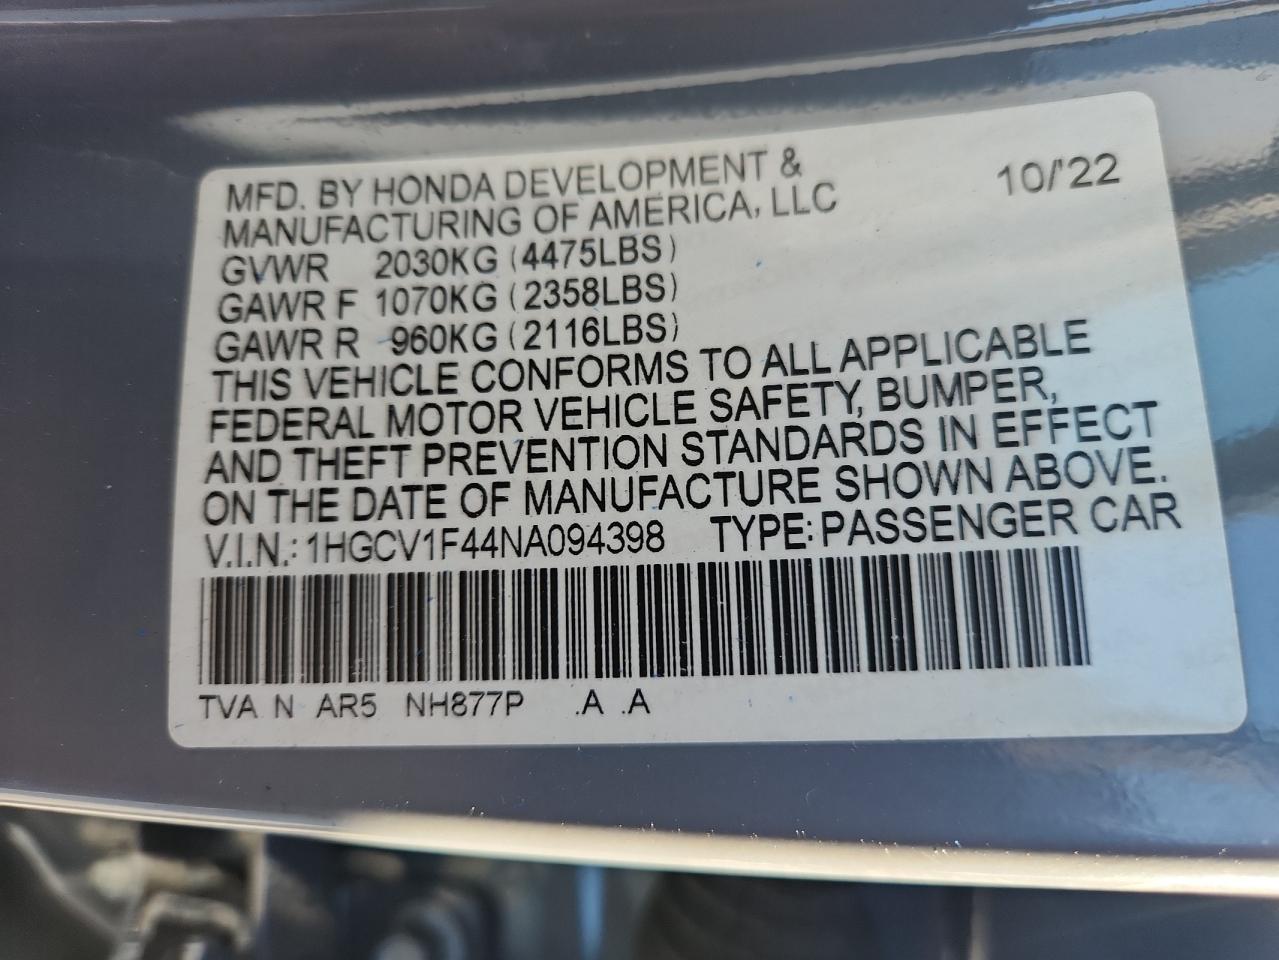 MFD. BY HONDA DEVELOPMENT & 10/'22
MANUFACTURING OF AMERICA, LLC
GVWR 2030KG (4475LBS)
GAWR F 1070KG (2358LBS)
GAWR R 960KG (2116LBS)
THIS VEHICLE CONFORMS TO ALL APPLICABLE
FEDERAL MOTOR VEHICLE SAFETY, BUMPER,
AND THEFT PREVENTION STANDARDS IN EFFECT
ON THE DATE OF MANUFACTURE SHOWN ABOVE.
V.I.N.: 1HGCV1F44NA094398 TYPE: PASSENGER CAR
TVA N AR5 NH877P .A .A